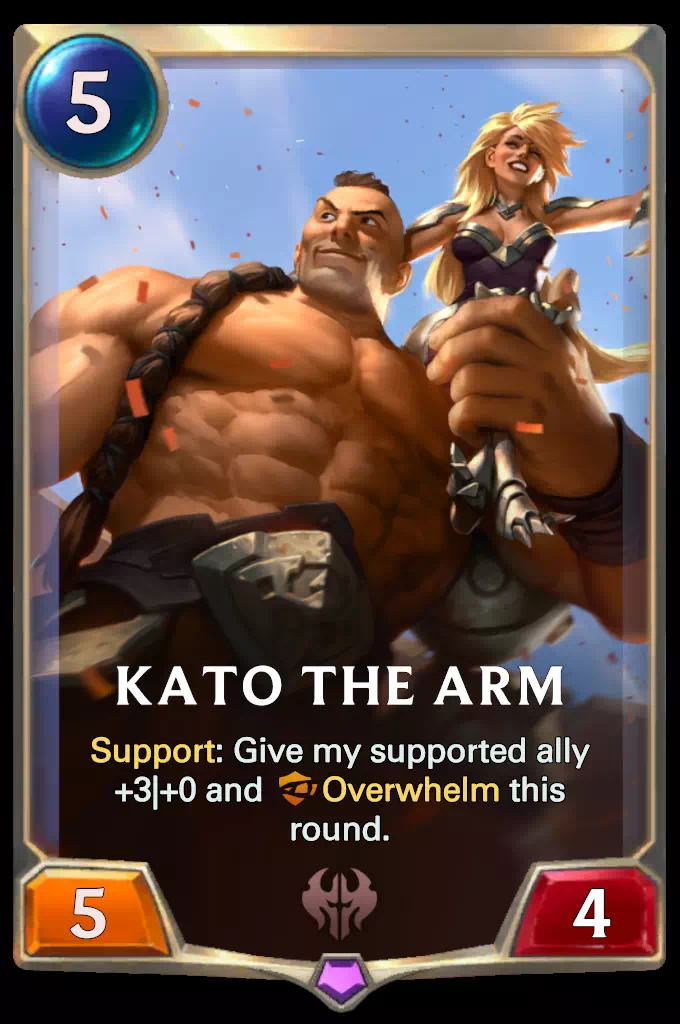 5
KATO THE ARM
Support: Give my supported ally
+3|+0 and Overwhelm this
round.
5 4